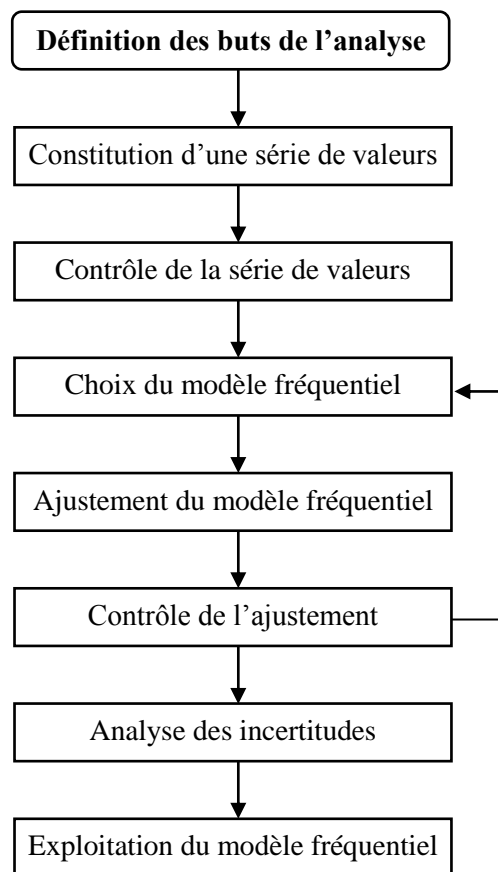 Définition des buts de l’analyse
Constitution d’une série de valeurs
Contrôle de la série de valeurs
Choix du modèle fréquentiel
Ajustement du modèle fréquentiel
Contrôle de l’ajustement
Analyse des incertitudes
Exploitation du modèle fréquentiel